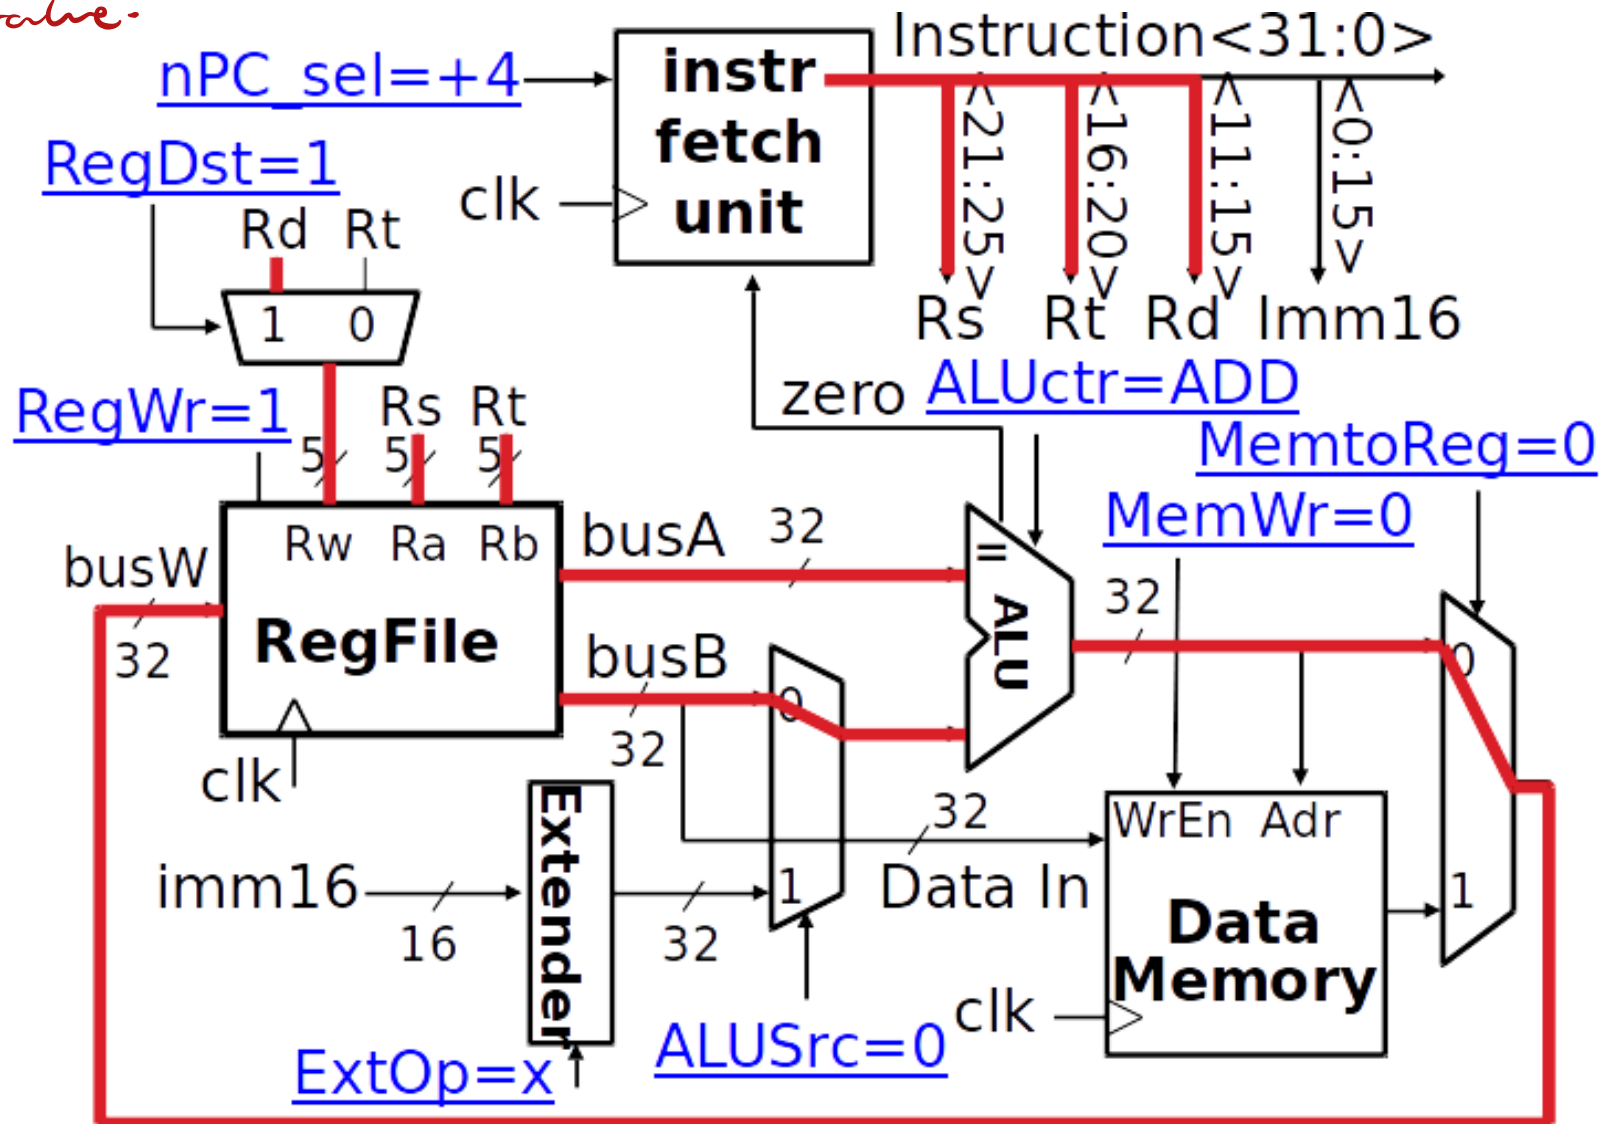 value.
Instruction<31:0>
nPC_sel=+4
instr
fetch
unit
clk
<21:25>
<16:20>
<11:15>
<0:15>
Rs
Rt
Rd
Imm16
RegDst=1
Rd
Rt
1
0
zero
ALUctr=ADD
RegWr=1
Rs
Rt
5
5
5
MemtoReg=0
MemWr=0
Rw
Ra
Rb
busW
32
RegFile
clk
busA
32
busB
32
=
ALU
32
0
1
0
1
imm16
16
Extender
32
ExtOp=x
ALUSrc=0
32
Data In
WrEn
Adr
Data
Memory
clk